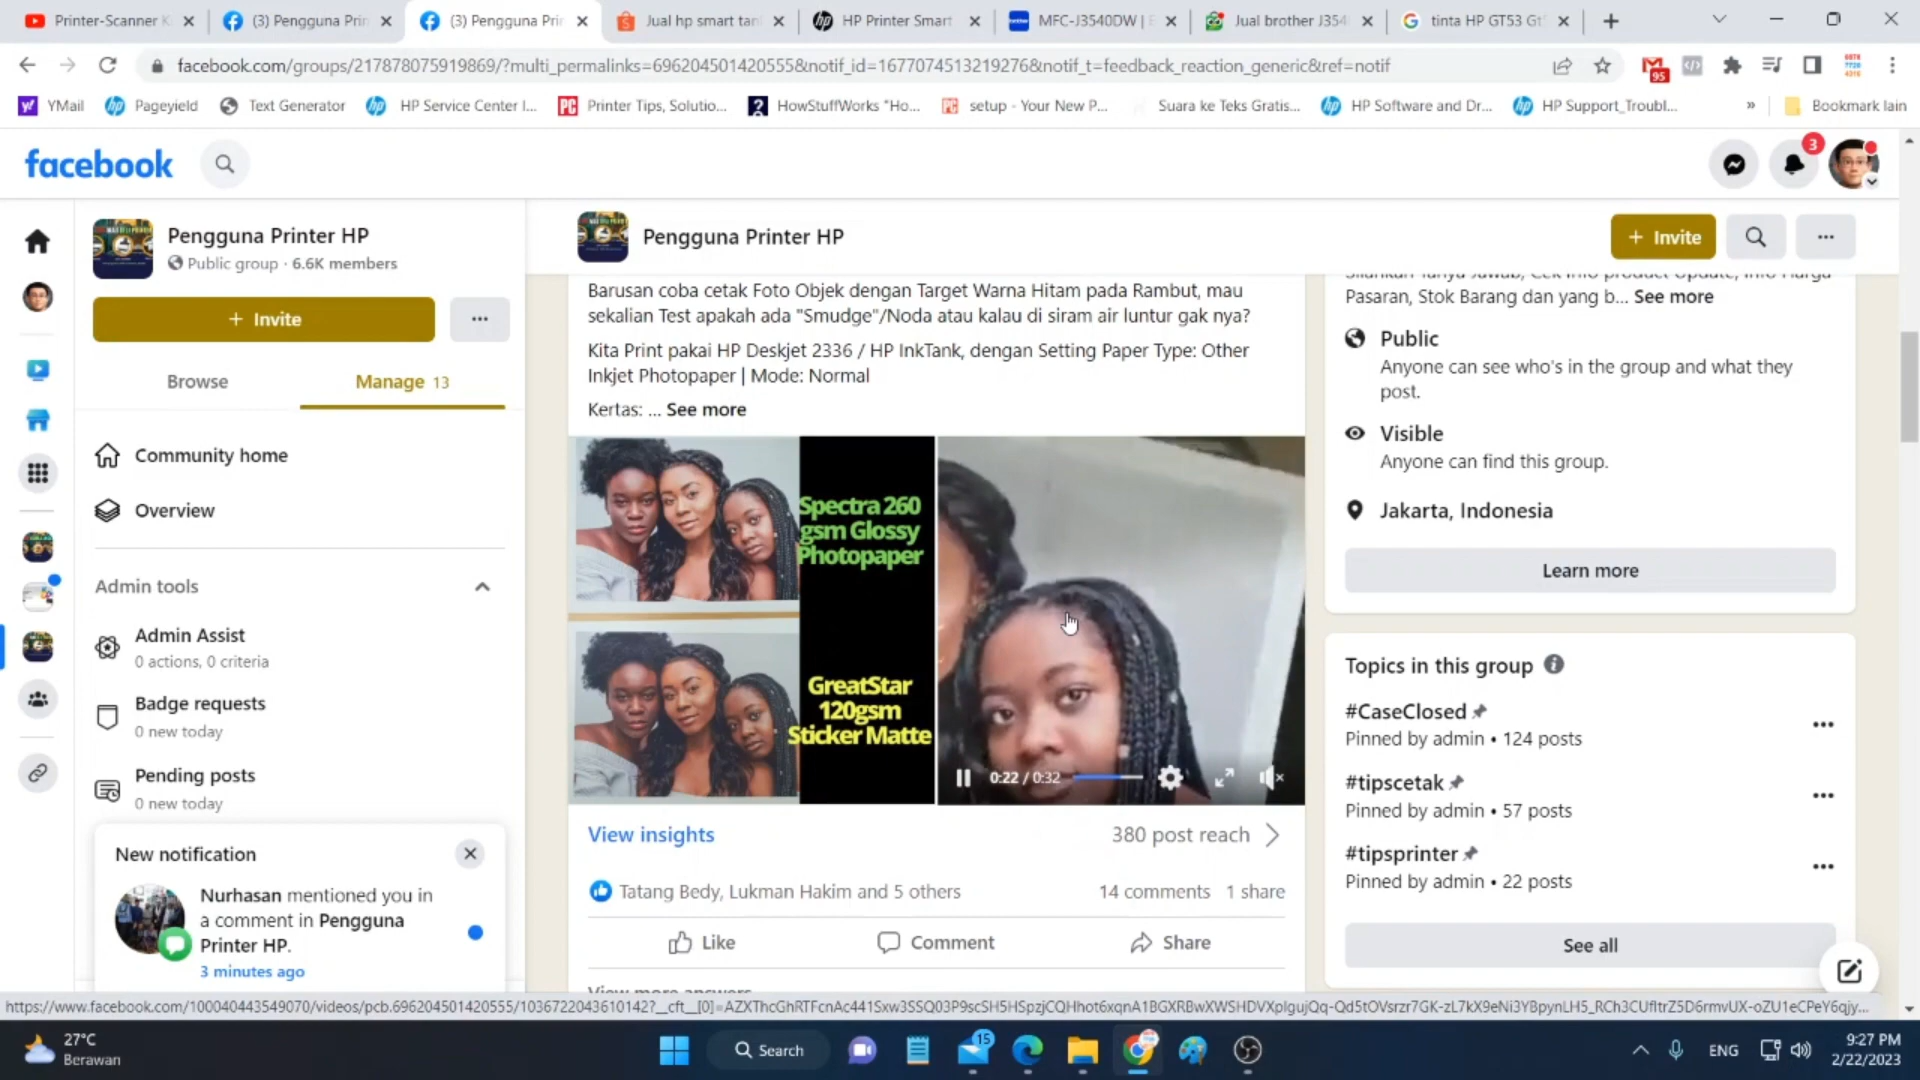 Printer-Scanner K
(3) Pengguna Prin
(3) Pengguna Prin
Jual hp smart tan
HP Printer Smart
MFC-J3540DW | E
Jual brother J354
tinta HP GT53 GT
facebook.com/groups/217878075919869/?multi_permalinks=696204501420555&notif_id=1677074513219276&notif_t=feedback_reaction_generic&ref=notif
95
YMail
Pageyield
Text Generator
HP Service Center I...
Printer Tips, Solutio...
HowStuffWorks "Ho...
setup - Your New P...
Suara ke Teks Gratis...
HP Software and Dr...
HP Support_Troubl...
»
Bookmark lain
facebook
3
Pengguna Printer HP
Public group · 6.6K members
+ Invite
...
Browse
Manage 13
Community home
Overview
Admin tools
Admin Assist
0 actions, 0 criteria
Badge requests
0 new today
Pending posts
0 new today
New notification
Nurhasan mentioned you in
a comment in Pengguna
Printer HP.
3 minutes ago
Pengguna Printer HP
+ Invite
...
Barusan coba cetak Foto Objek dengan Target Warna Hitam pada Rambut, mau
sekalian Test apakah ada "Smudge"/Noda atau kalau di siram air luntur gak nya?
Kita Print pakai HP Deskjet 2336 / HP InkTank, dengan Setting Paper Type: Other
Inkjet Photopaper | Mode: Normal
Kertas: ... See more
Spectra 260
gsm Glossy
Photopaper
GreatStar
120gsm
Sticker Matte
0:22 / 0:32
View insights
380 post reach
Tatang Bedy, Lukman Hakim and 5 others
14 comments 1 share
Like
Comment
Share
View more answers
Pasaran, Stok Barang dan yang b... See more
Public
Anyone can see who's in the group and what they
post.
Visible
Anyone can find this group.
Jakarta, Indonesia
Learn more
Topics in this group
#CaseClosed
Pinned by admin • 124 posts
#tipscetak
Pinned by admin • 57 posts
#tipsprinter
Pinned by admin • 22 posts
See all
27°C
Berawan
Search
15
ENG
9:27 PM
2/22/2023